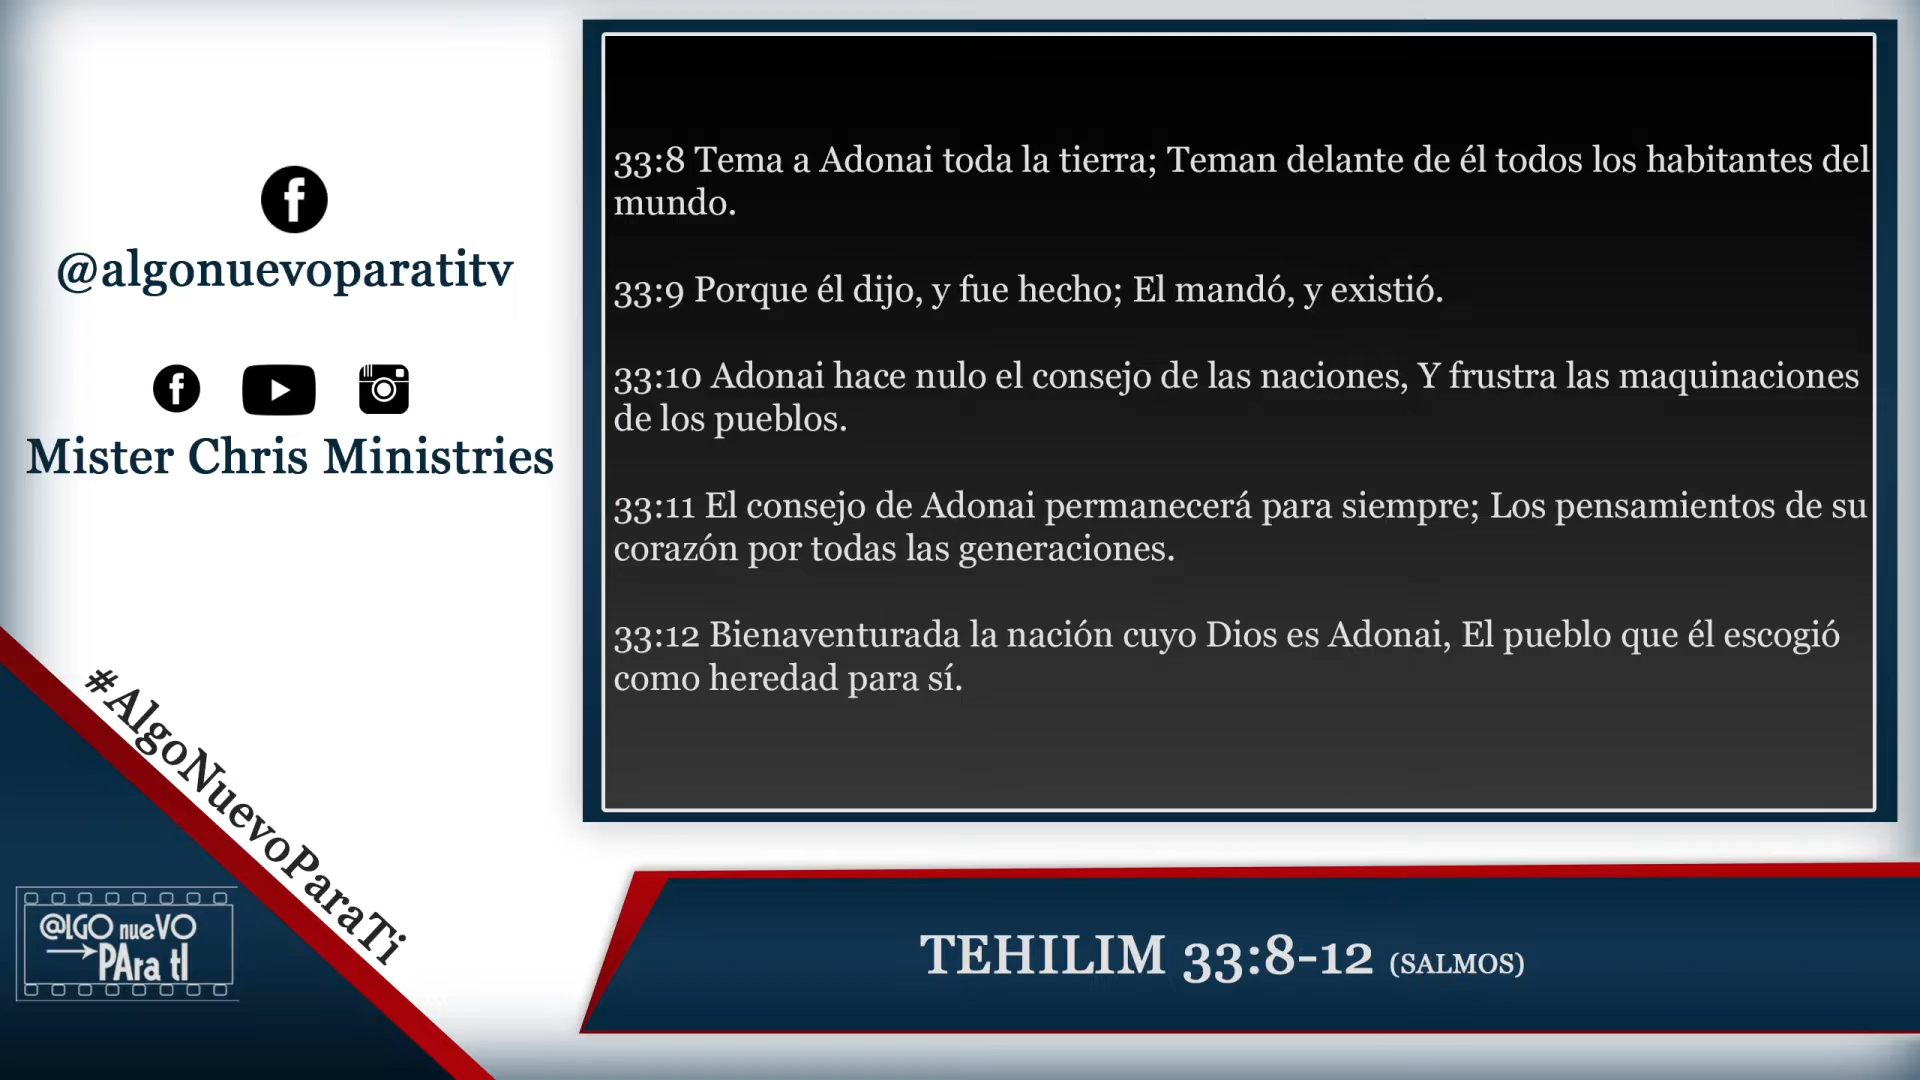 @algonuevoparatitv
Mister Chris Ministries
#AlgoNuevoParaTi
@lGO nueVO
PAra tI
33:8 Tema a Adonai toda la tierra; Teman delante de él todos los habitantes del
mundo.
33:9 Porque él dijo, y fue hecho; El mandó, y existió.
33:10 Adonai hace nulo el consejo de las naciones, Y frustra las maquinaciones
de los pueblos.
33:11 El consejo de Adonai permanecerá para siempre; Los pensamientos de su
corazón por todas las generaciones.
33:12 Bienaventurada la nación cuyo Dios es Adonai, El pueblo que él escogió
como heredad para sí.
TEHILIM 33:8-12 (SALMOS)